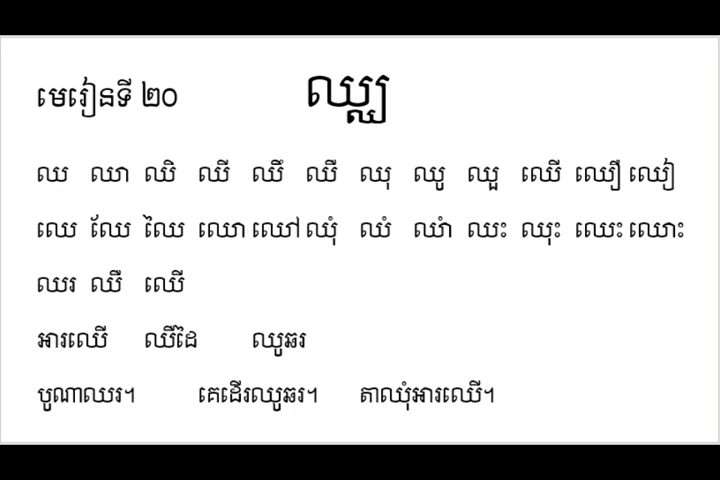 មេរៀនទី ២០ ឈ្ឈ
ឈ ឈា ឈិ ឈី ឈឹ ឈឺ ឈុ ឈូ ឈួ ឈើ ឈឿ ឈៀ
ឈេ ឈែ ឈៃ ឈោ ឈៅ ឈុំ ឈំ ឈាំ ឈះ ឈុះ ឈេះ ឈោះ
ឈរ ឈឺ ឈើ
អារឈើ ឈឺដៃ ឈូឆរ
បូណាឈរ។ គេដើរឈូឆរ។ តាឈុំអារឈើ។